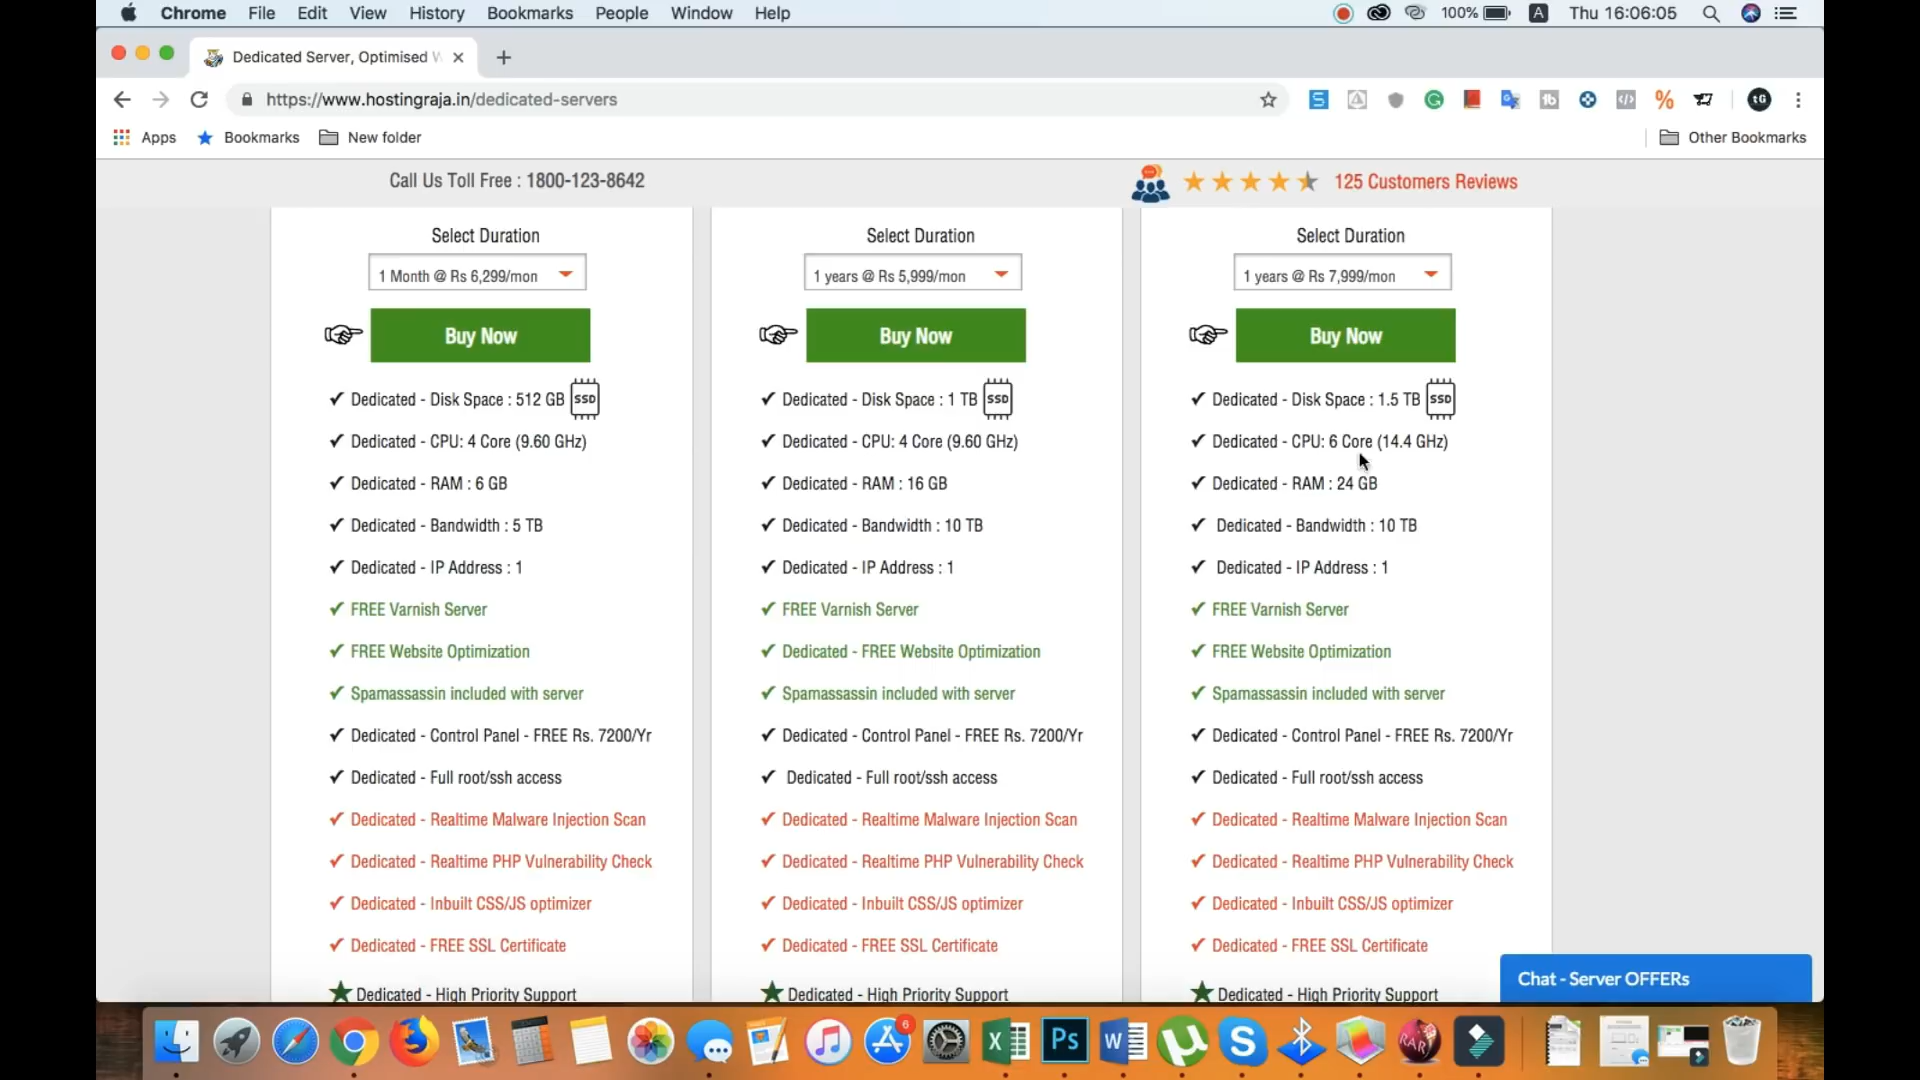 Chrome File Edit View History Bookmarks People Window Help 100% A Thu 16:06:05
Dedicated Server, Optimised W
https://www.hostingraja.in/dedicated-servers
Apps Bookmarks New folder Other Bookmarks
Call Us Toll Free : 1800-123-8642 125 Customers Reviews
Select Duration
1 Month @ Rs 6,299/mon
Buy Now
Dedicated - Disk Space : 512 GB SSD
Dedicated - CPU: 4 Core (9.60 GHz)
Dedicated - RAM : 6 GB
Dedicated - Bandwidth : 5 TB
Dedicated - IP Address : 1
FREE Varnish Server
FREE Website Optimization
Spamassassin included with server
Dedicated - Control Panel - FREE Rs. 7200/Yr
Dedicated - Full root/ssh access
Dedicated - Realtime Malware Injection Scan
Dedicated - Realtime PHP Vulnerability Check
Dedicated - Inbuilt CSS/JS optimizer
Dedicated - FREE SSL Certificate
Dedicated - High Priority Support
Select Duration
1 years @ Rs 5,999/mon
Buy Now
Dedicated - Disk Space : 1 TB SSD
Dedicated - CPU: 4 Core (9.60 GHz)
Dedicated - RAM : 16 GB
Dedicated - Bandwidth : 10 TB
Dedicated - IP Address : 1
FREE Varnish Server
Dedicated - FREE Website Optimization
Spamassassin included with server
Dedicated - Control Panel - FREE Rs. 7200/Yr
Dedicated - Full root/ssh access
Dedicated - Realtime Malware Injection Scan
Dedicated - Realtime PHP Vulnerability Check
Dedicated - Inbuilt CSS/JS optimizer
Dedicated - FREE SSL Certificate
Dedicated - High Priority Support
Select Duration
1 years @ Rs 7,999/mon
Buy Now
Dedicated - Disk Space : 1.5 TB SSD
Dedicated - CPU: 6 Core (14.4 GHz)
Dedicated - RAM : 24 GB
Dedicated - Bandwidth : 10 TB
Dedicated - IP Address : 1
FREE Varnish Server
FREE Website Optimization
Spamassassin included with server
Dedicated - Control Panel - FREE Rs. 7200/Yr
Dedicated - Full root/ssh access
Dedicated - Realtime Malware Injection Scan
Dedicated - Realtime PHP Vulnerability Check
Dedicated - Inbuilt CSS/JS optimizer
Dedicated - FREE SSL Certificate
Dedicated - High Priority Support
Chat - Server OFFERs
6
Ps
RAR